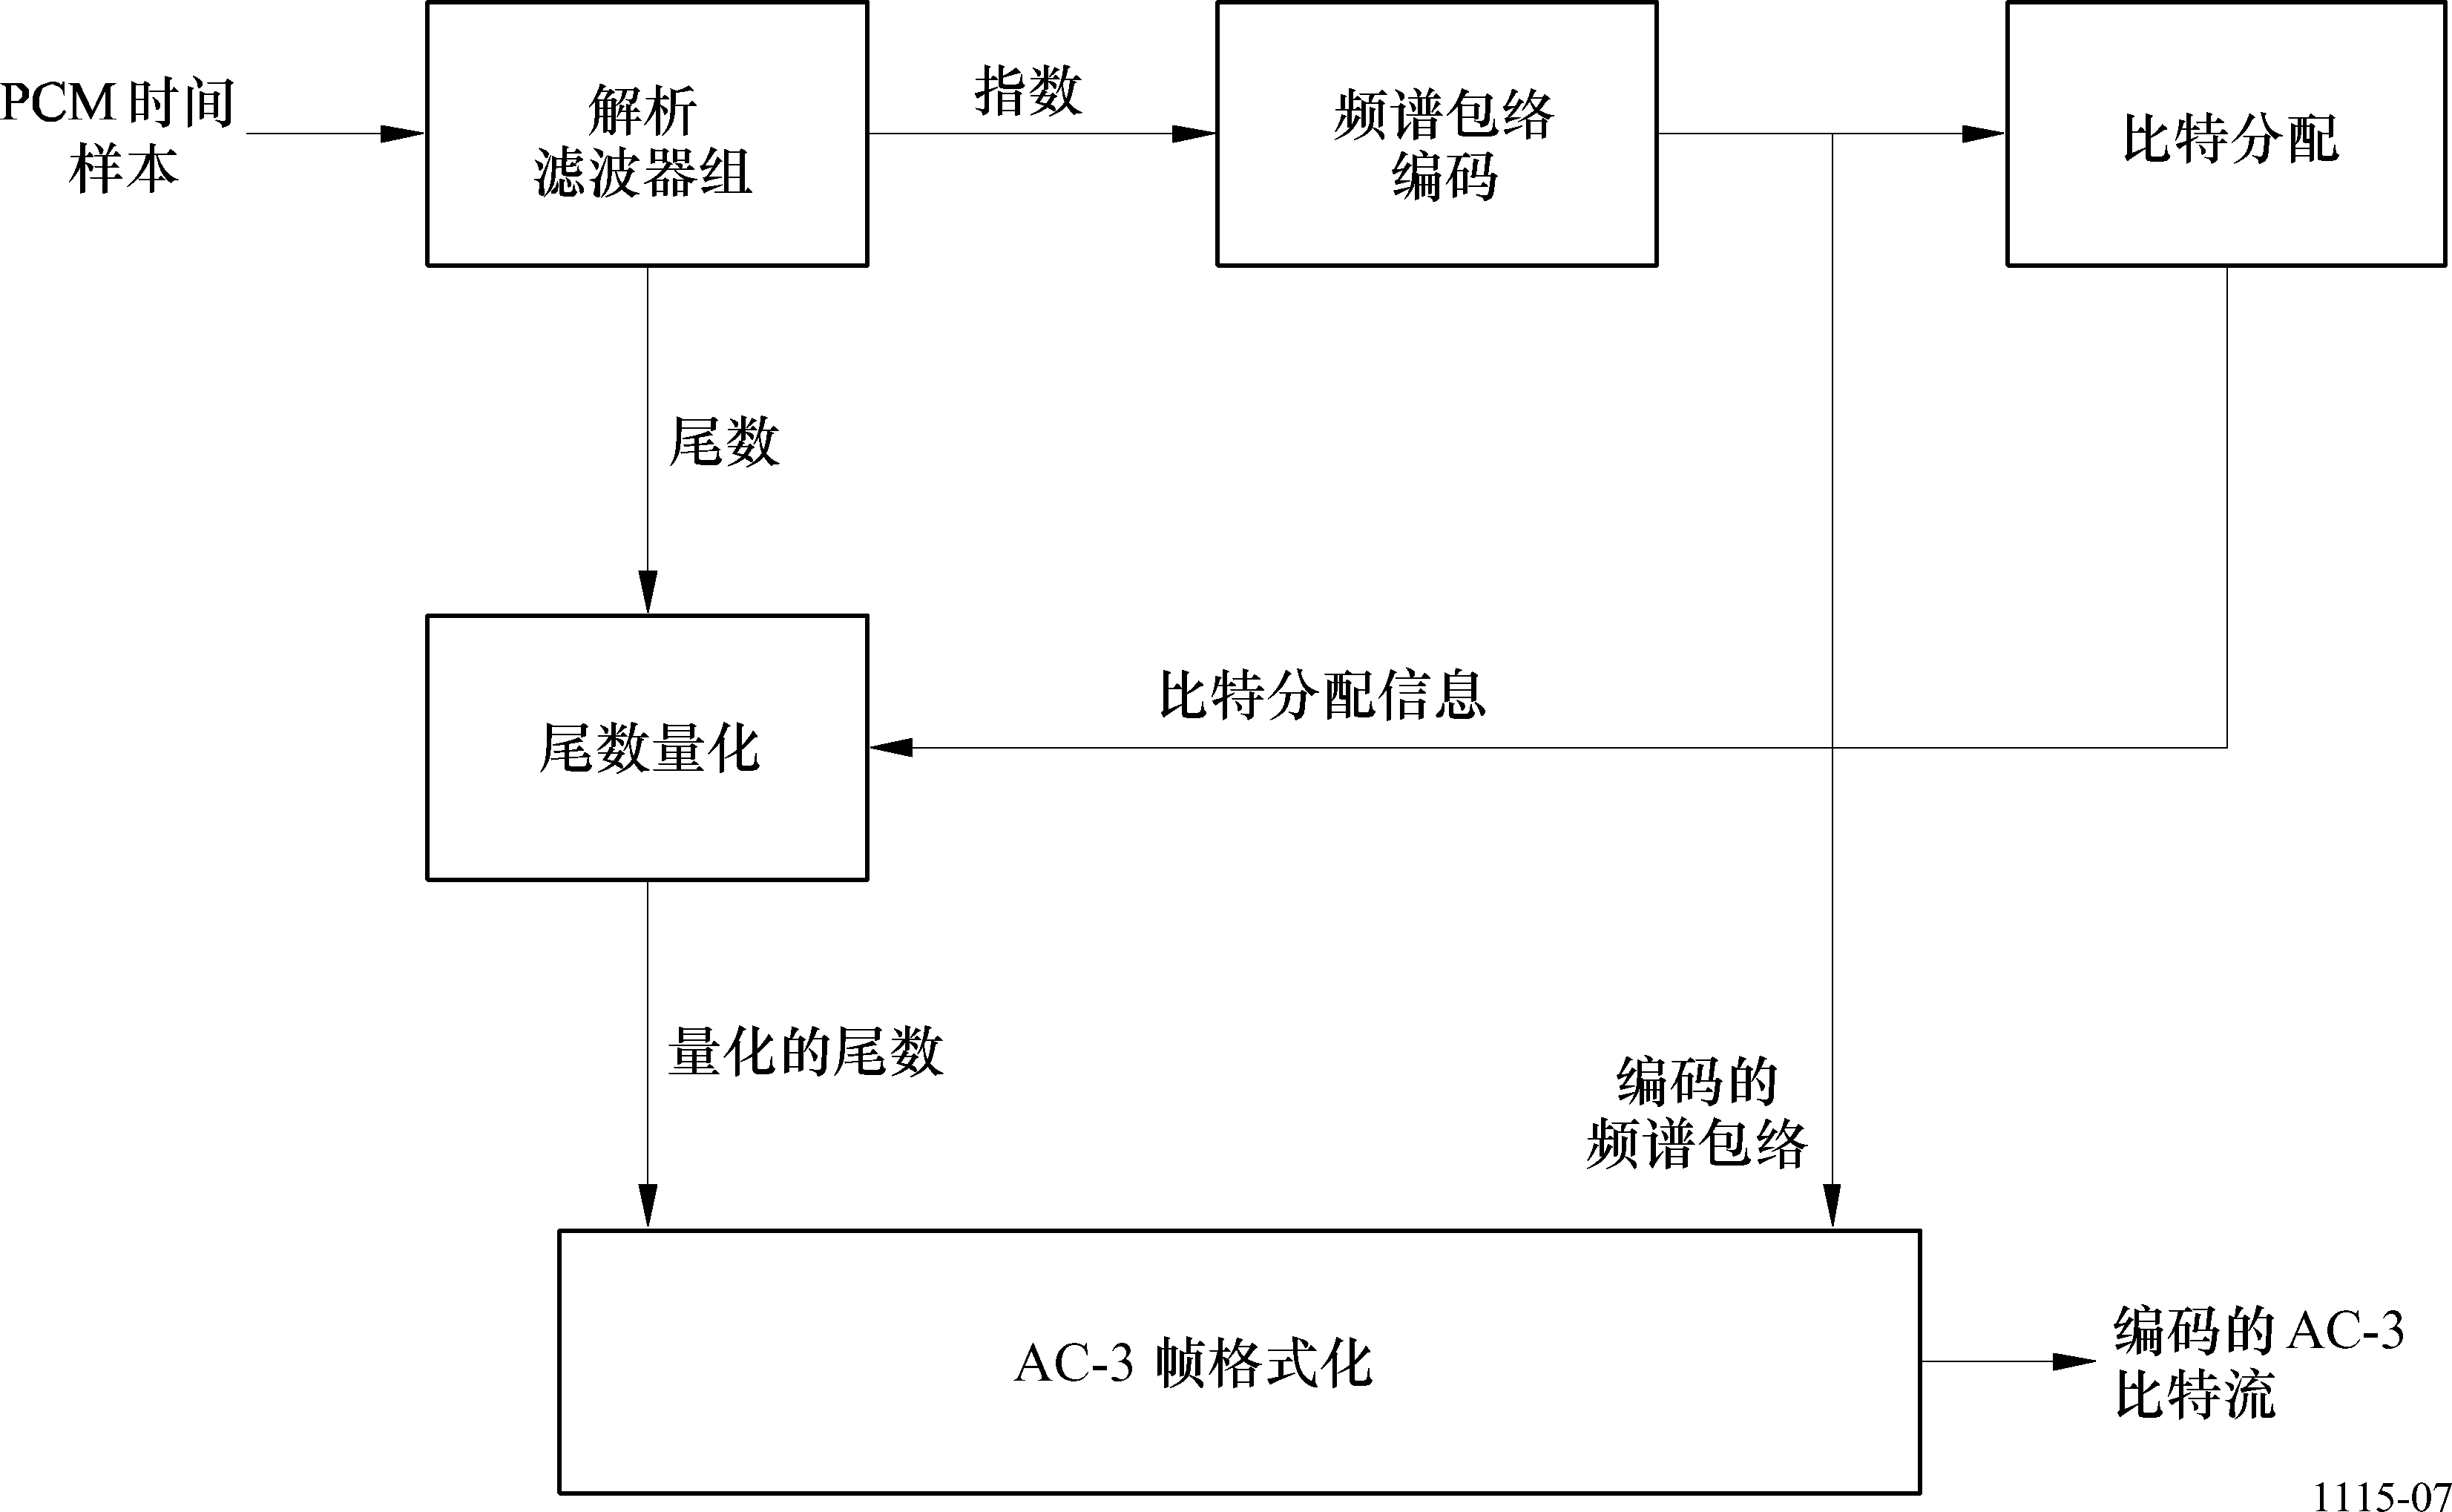 PCM 时间
样本
解析
滤波器组
指数
频谱包络
编码
比特分配
尾数
尾数量化
比特分配信息
量化的尾数
编码的
频谱包络
AC-3 帧格式化
编码的 AC-3
比特流
1115-07